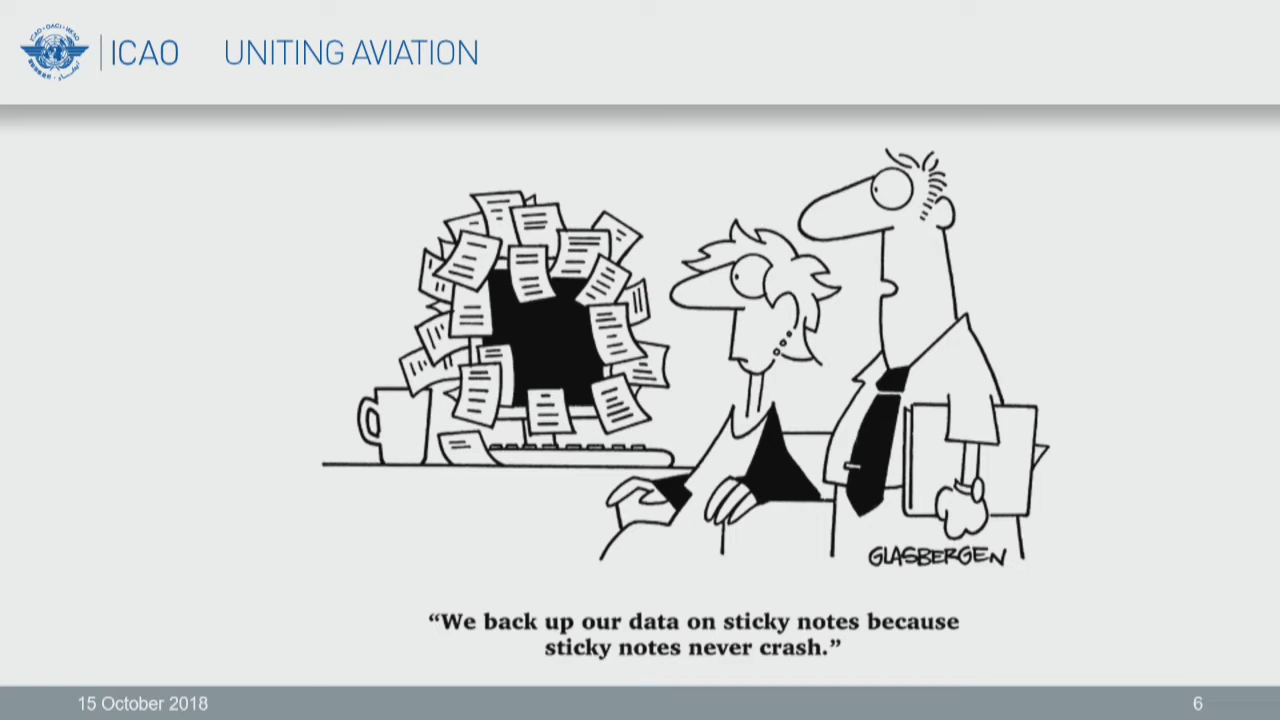 ICAO UNITING AVIATION
GLASBERGEN
“We back up our data on sticky notes because
sticky notes never crash.”
15 October 2018 6